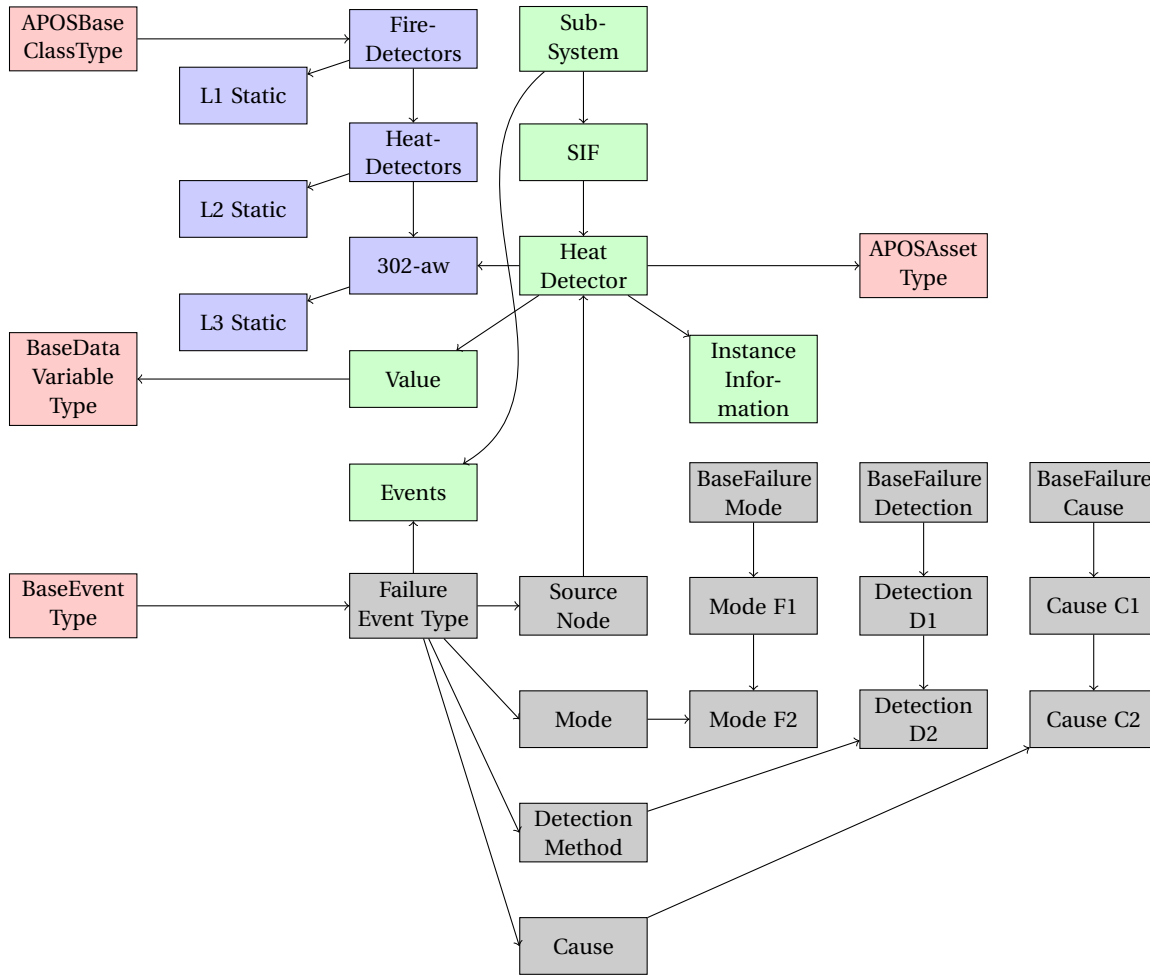 APOSBase
ClassType
Fire-
Detectors
Sub-
System
L1 Static
Heat-
Detectors
SIF
L2 Static
302-aw
Heat
Detector
APOSAsset
Type
L3 Static
BaseData
Variable
Type
Value
Instance
Infor-
mation
Events
BaseFailure
Mode
BaseFailure
Detection
BaseFailure
Cause
BaseEvent
Type
Failure
Event Type
Source
Node
Mode F1
Detection
D1
Cause C1
Mode
Mode F2
Detection
D2
Cause C2
Detection
Method
Cause